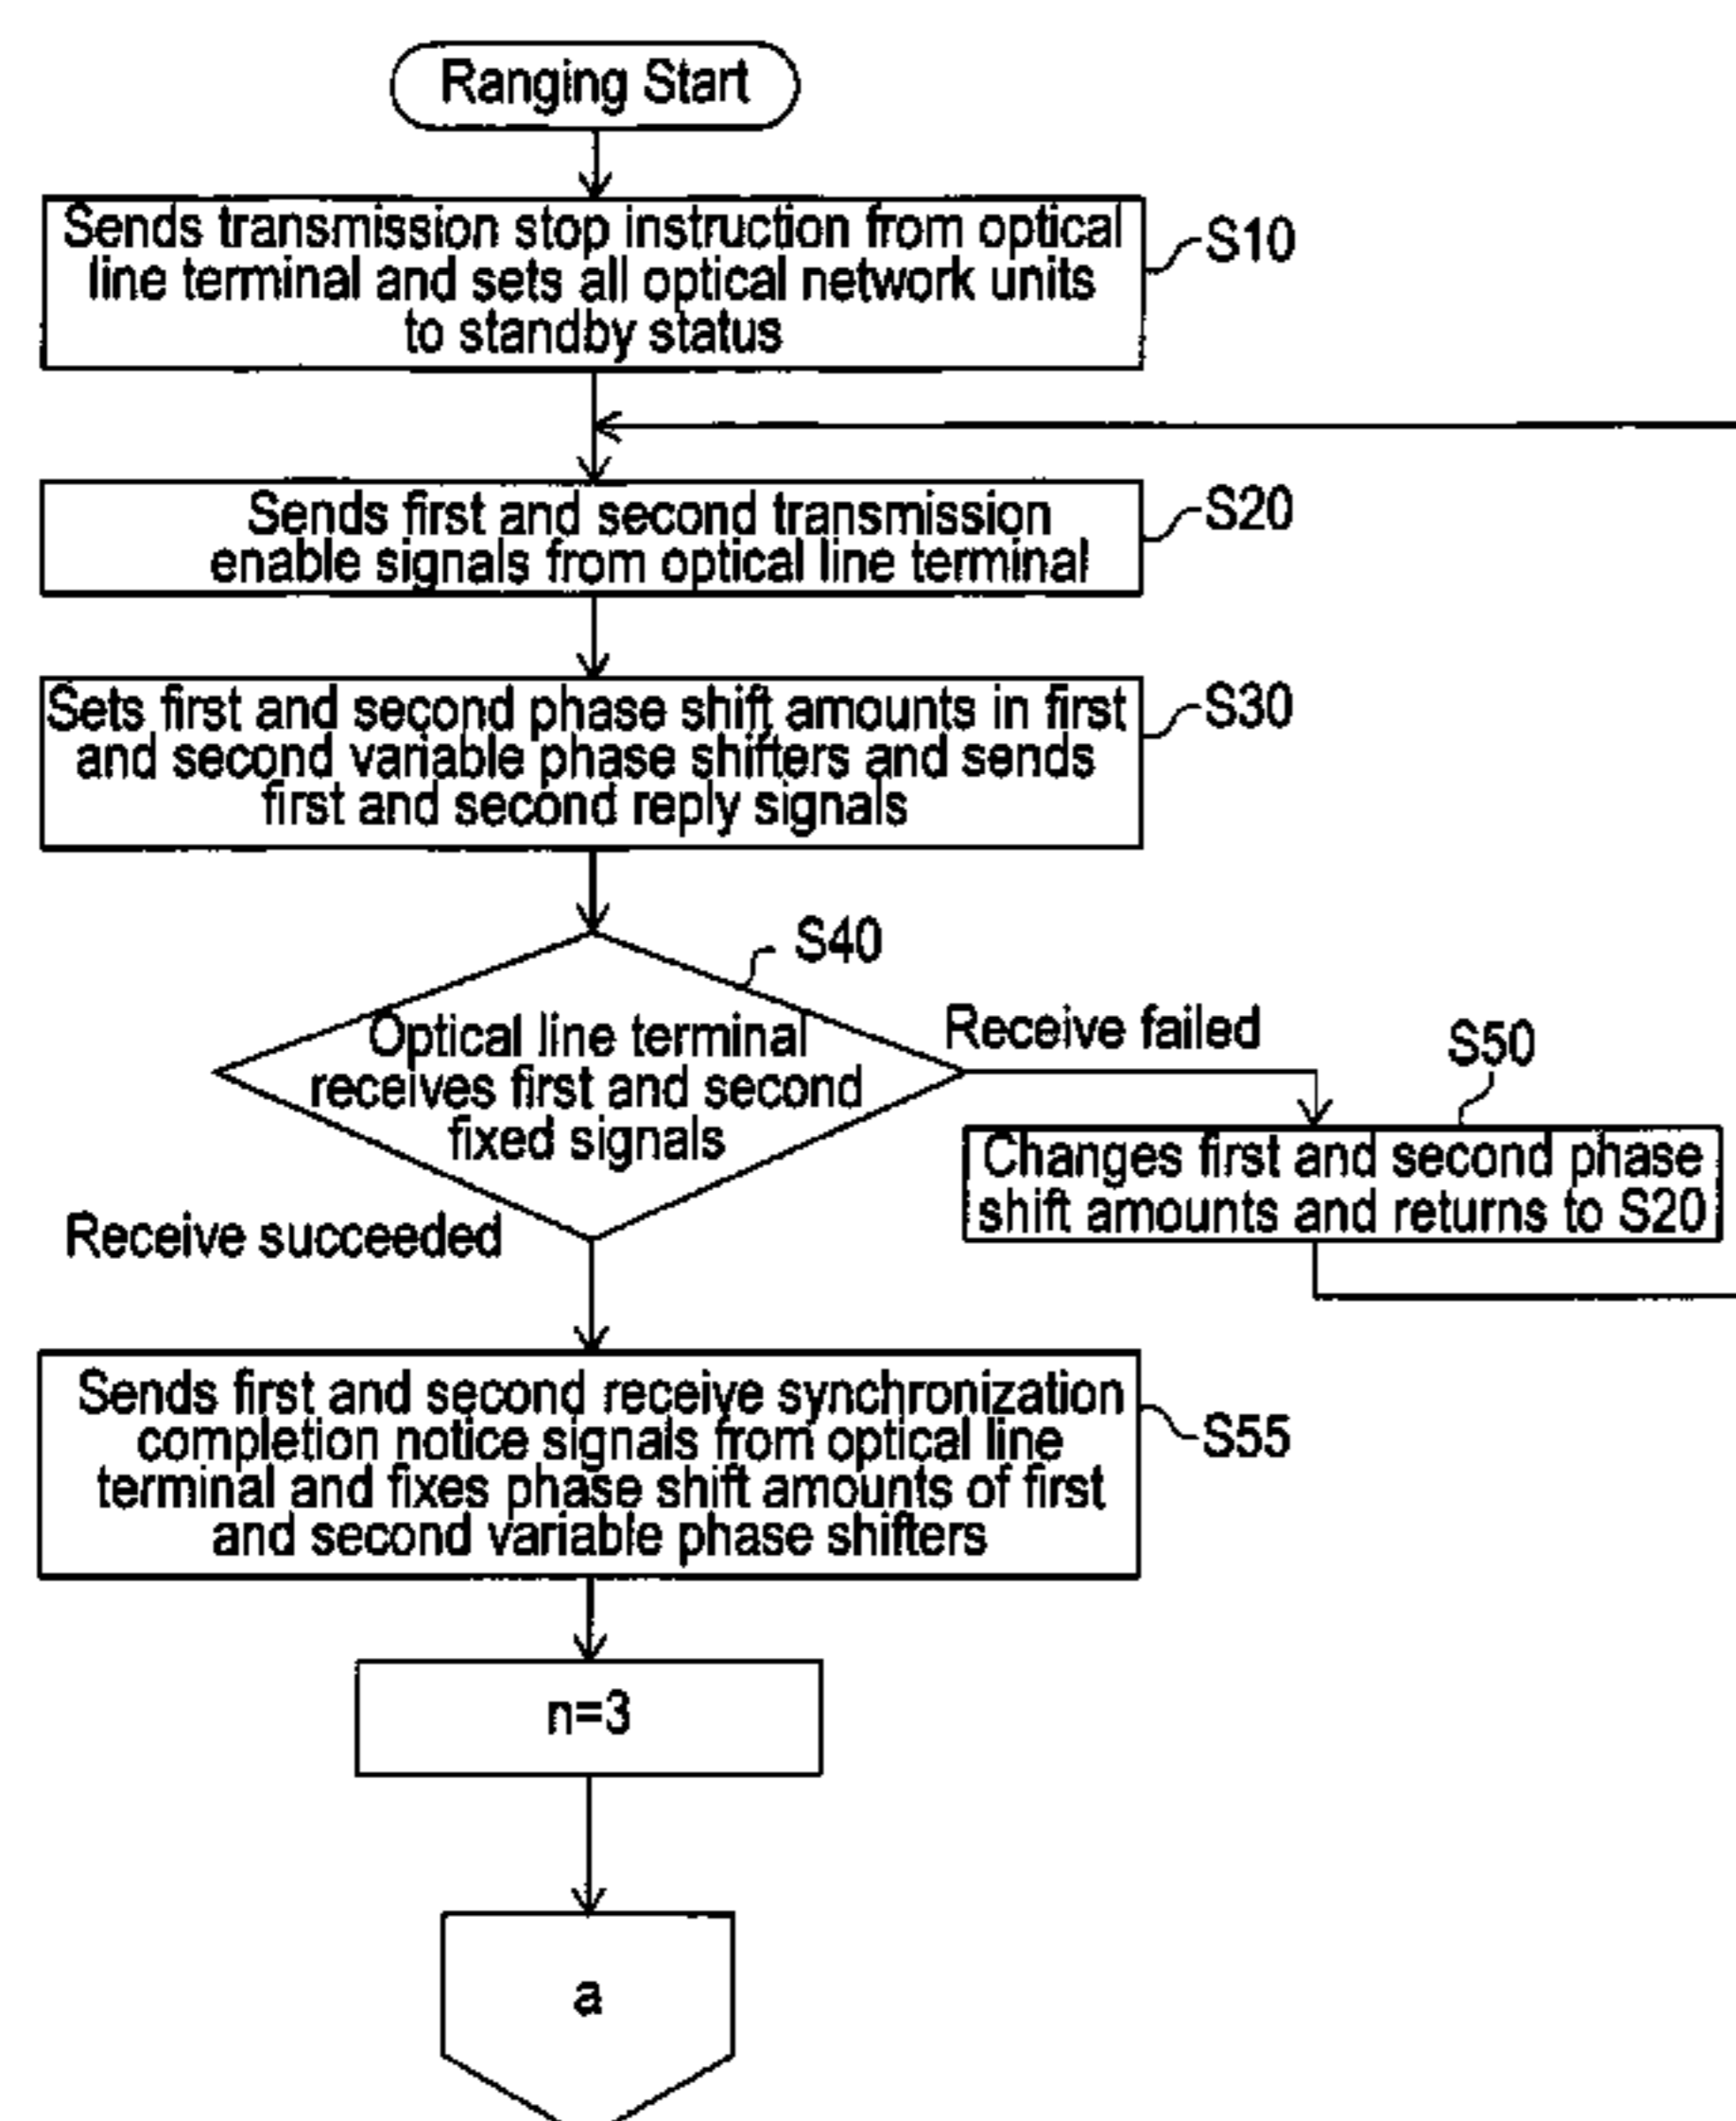 Ranging Start
Sends transmission stop instruction from optical
line terminal and sets all optical network units
to standby status
S10
Sends first and second transmission
enable signals from optical line terminal
S20
Sets first and second phase shift amounts in first
and second variable phase shifters and sends
first and second reply signals
S30
S40
Optical line terminal
receives first and second
fixed signals
Receive failed
S50
Changes first and second phase
shift amounts and returns to S20
Receive succeeded
Sends first and second receive synchronization
completion notice signals from optical line
terminal and fixes phase shift amounts of first
and second variable phase shifters
S55
n=3
a